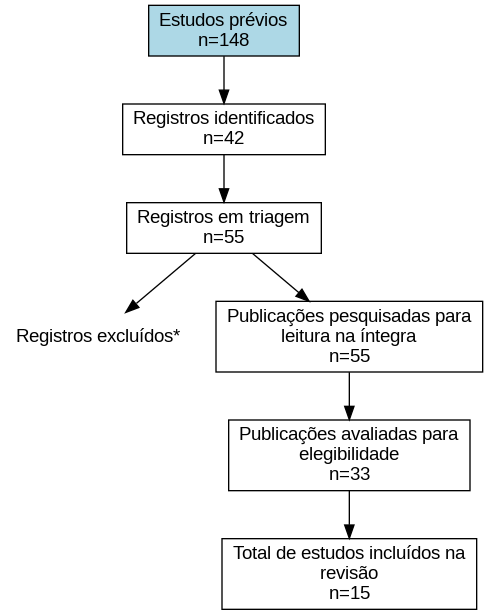 Estudos prévios
n=148
Registros identificados
n=42
Registros em triagem
n=55
Registros excluídos*
Publicações pesquisadas para
leitura na íntegra
n=55
Publicações avaliadas para
elegibilidade
n=33
Total de estudos incluídos na
revisão
n=15